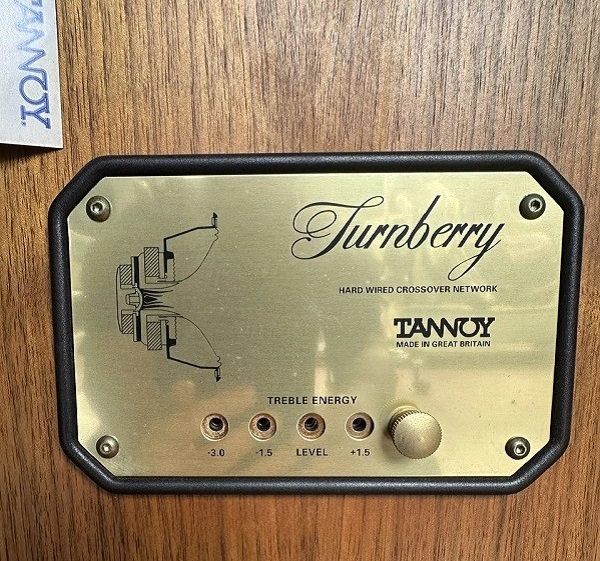 TANNOY.
Turnberry
HARD WIRED CROSSOVER NETWORK
TANNOY
MADE IN GREAT BRITAIN
TREBLE ENERGY
-3.0 -1.5 LEVEL +1.5